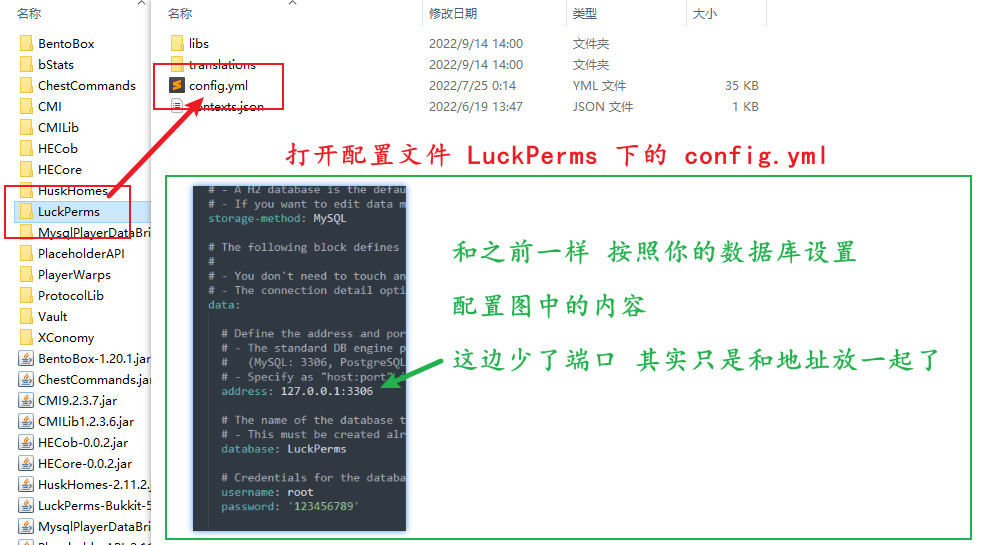 名称
BentoBox
bStats
ChestCommands
CMI
CMILib
HECob
HECore
HuskHomes
LuckPerms
MysqlPlayerDataBri
PlaceholderAPI
PlayerWarps
ProtocolLib
Vault
XConomy
BentoBox-1.20.1.jar
ChestCommands.jar
CMI9.2.3.7.jar
CMILib1.2.3.6.jar
HECob-0.0.2.jar
HECore-0.0.2.jar
HuskHomes-2.11.2.
LuckPerms-Bukkit-5
MysqlPlayerDataBri
名称 修改日期 类型 大小
libs 2022/9/14 14:00 文件夹
translations 2022/9/14 14:00 文件夹
config.yml 2022/7/25 0:14 YML 文件 35 KB
contexts.json 2022/6/19 13:47 JSON 文件 1 KB
打开配置文件 LuckPerms 下的 config.yml
# - A H2 database is the defau
# - If you want to edit data m
storage-method: MySQL
# The following block defines
#
# - You don't need to touch an
# - The connection detail opti
data:
# Define the address and por
# - The standard DB engine p
# (MySQL: 3306, PostgreSQL
# - Specify as "host:port"
address: 127.0.0.1:3306
# The name of the database t
# - This must be created alr
database: LuckPerms
# Credentials for the databa
username: root
password: '123456789'
和之前一样 按照你的数据库设置
配置图中的内容
这边少了端口 其实只是和地址放一起了